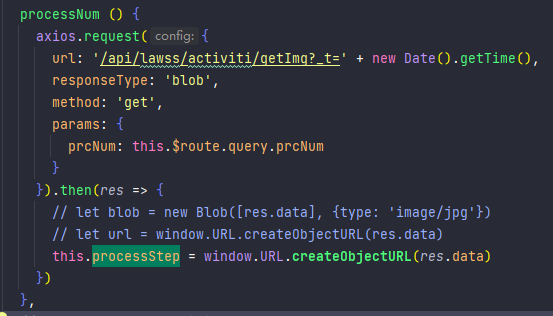 processNum () {
axios.request( config: {
url: '/api/lawss/activiti/getImg?_t=' + new Date().getTime(),
responseType: 'blob',
method: 'get',
params: {
prcNum: this.$route.query.prcNum
}
}).then(res => {
// let blob = new Blob([res.data], {type: 'image/jpg'})
// let url = window.URL.createObjectURL(res.data)
this.processStep = window.URL.createObjectURL(res.data)
})
},